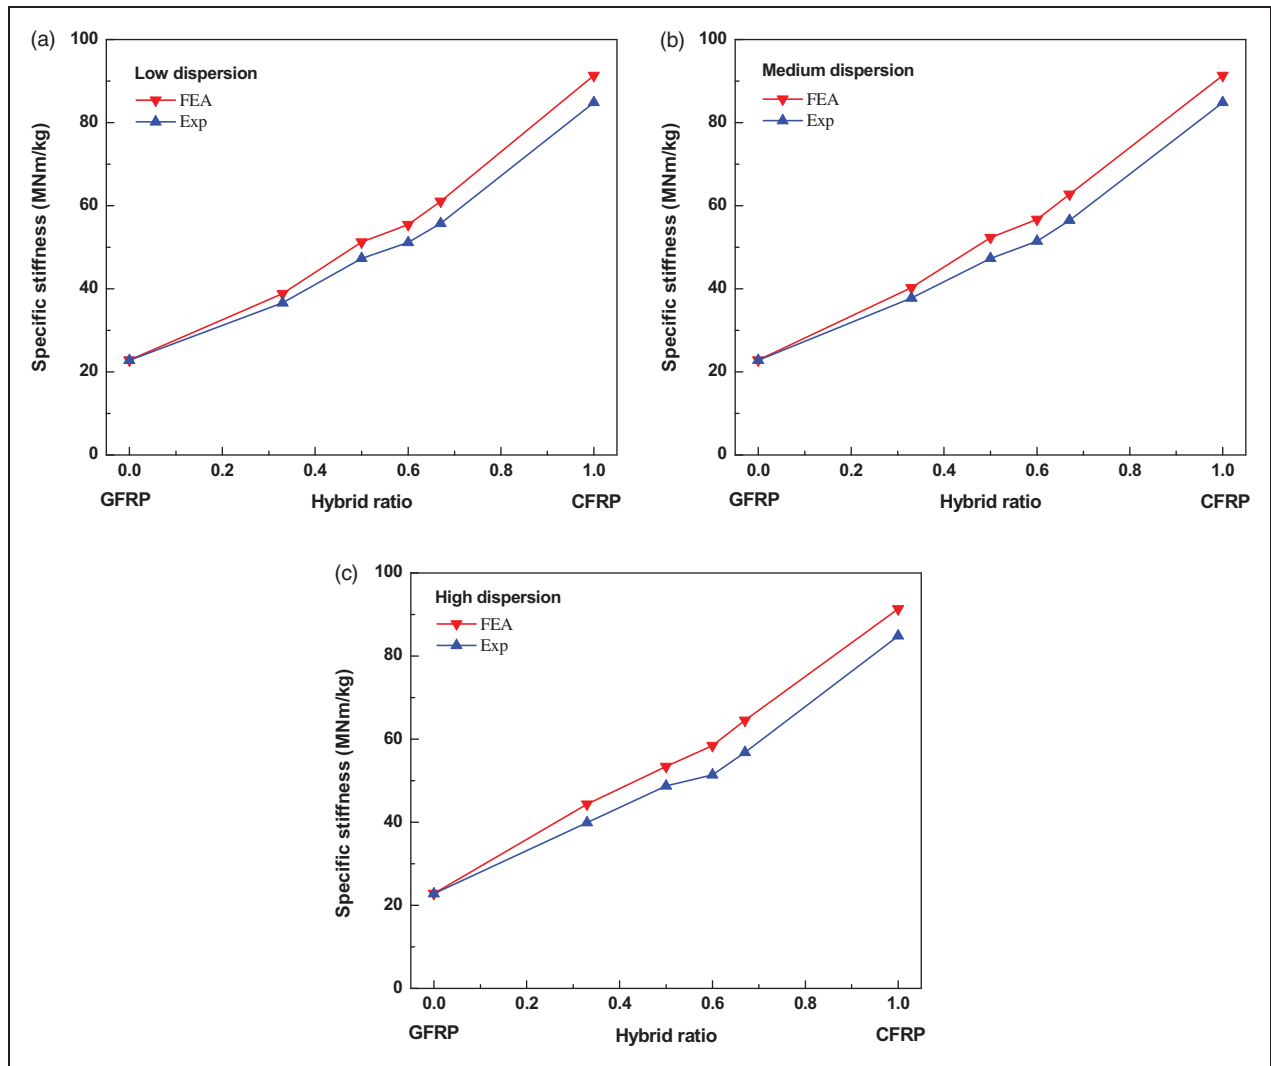 (a)
100
80
60
40
20
0
Specific stiffness (MNm/kg)
Low dispersion
FEA
Exp
0.0 0.2 0.4 0.6 0.8 1.0
GFRP Hybrid ratio CFRP
(b)
100
80
60
40
20
0
Specific stiffness (MNm/kg)
Medium dispersion
FEA
Exp
0.0 0.2 0.4 0.6 0.8 1.0
GFRP Hybrid ratio CFRP
(c)
100
80
60
40
20
0
Specific stiffness (MNm/kg)
High dispersion
FEA
Exp
0.0 0.2 0.4 0.6 0.8 1.0
GFRP Hybrid ratio CFRP